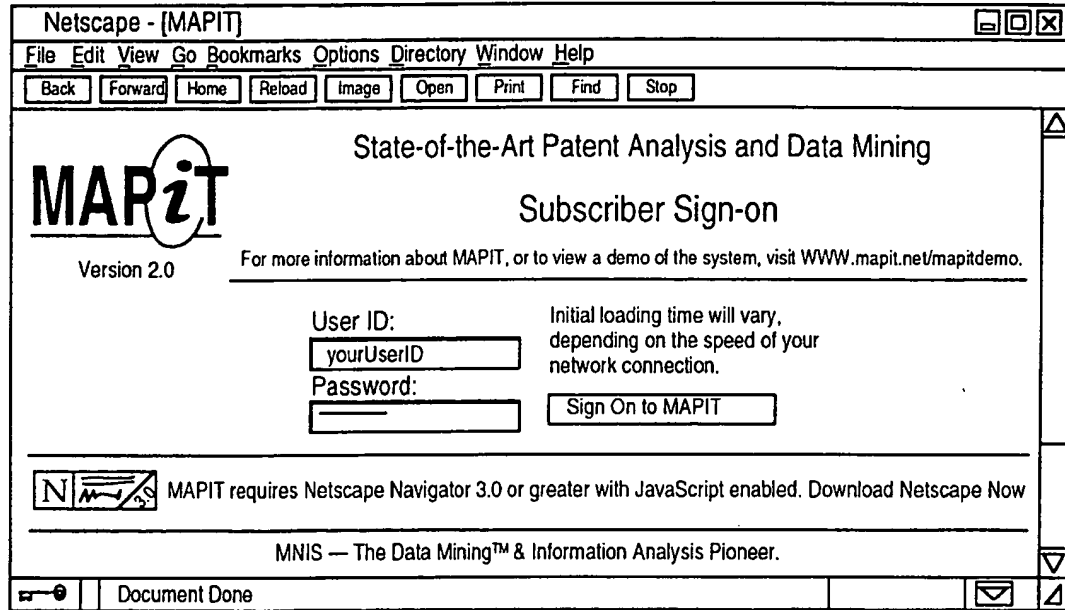 Netscape - [MAPIT]
File Edit View Go Bookmarks Options Directory Window Help
Back Forward Home Reload Image Open Print Find Stop
MAPiT
Version 2.0
State-of-the-Art Patent Analysis and Data Mining
Subscriber Sign-on
For more information about MAPIT, or to view a demo of the system, visit WWW.mapit.net/mapitdemo.
User ID:
yourUserID
Password:
Initial loading time will vary,
depending on the speed of your
network connection.
Sign On to MAPIT
N 3.0 MAPIT requires Netscape Navigator 3.0 or greater with JavaScript enabled. Download Netscape Now
MNIS — The Data Mining™ & Information Analysis Pioneer.
Document Done